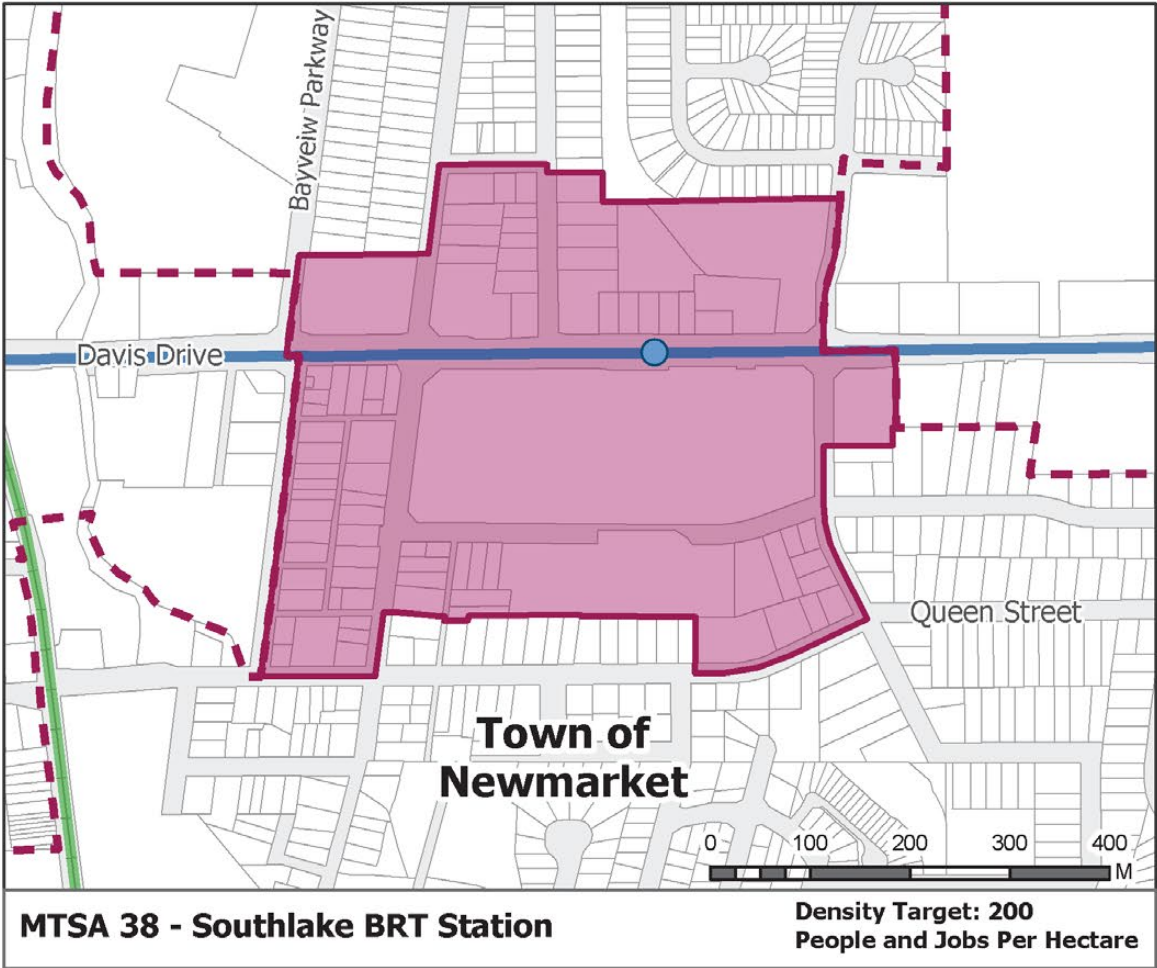 Bayveiw Parkway
Davis Drive
Queen Street
Town of
Newmarket
0 100 200 300 400
M
MTSA 38 - Southlake BRT Station
Density Target: 200
People and Jobs Per Hectare